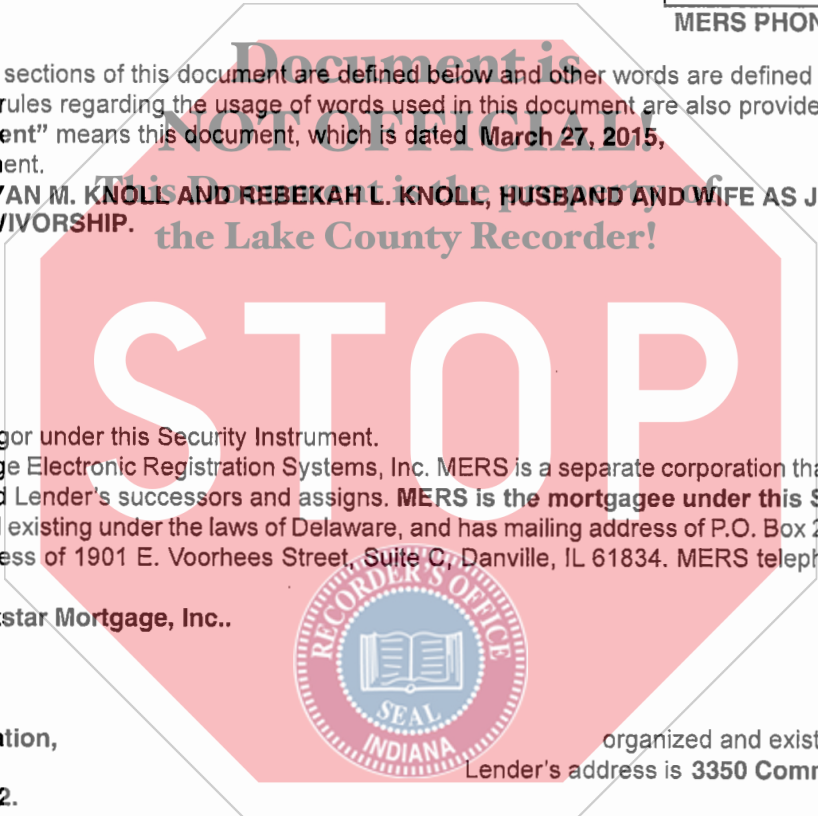 MERS PHON
Document is
sections of this document are defined below and other words are defined
rules regarding the usage of words used in this document are also provide
ent” means this document, which is dated March 27, 2015,
NOT OFFICIAL!
ent.
This Document is the property of
YAN M. KNOLL AND REBEKAH L. KNOLL, HUSBAND AND WIFE AS J
VIVORSHIP.
the Lake County Recorder!
STOP
gor under this Security Instrument.
ge Electronic Registration Systems, Inc. MERS is a separate corporation tha
d Lender's successors and assigns. MERS is the mortgagee under this S
existing under the laws of Delaware, and has mailing address of P.O. Box 2
ess of 1901 E. Voorhees Street, Suite C, Danville, IL 61834. MERS teleph
RECORDER'S OFFICE
star Mortgage, Inc..
SEAL
INDIANA
ation,
organized and exist
Lender's address is 3350 Comm
2.